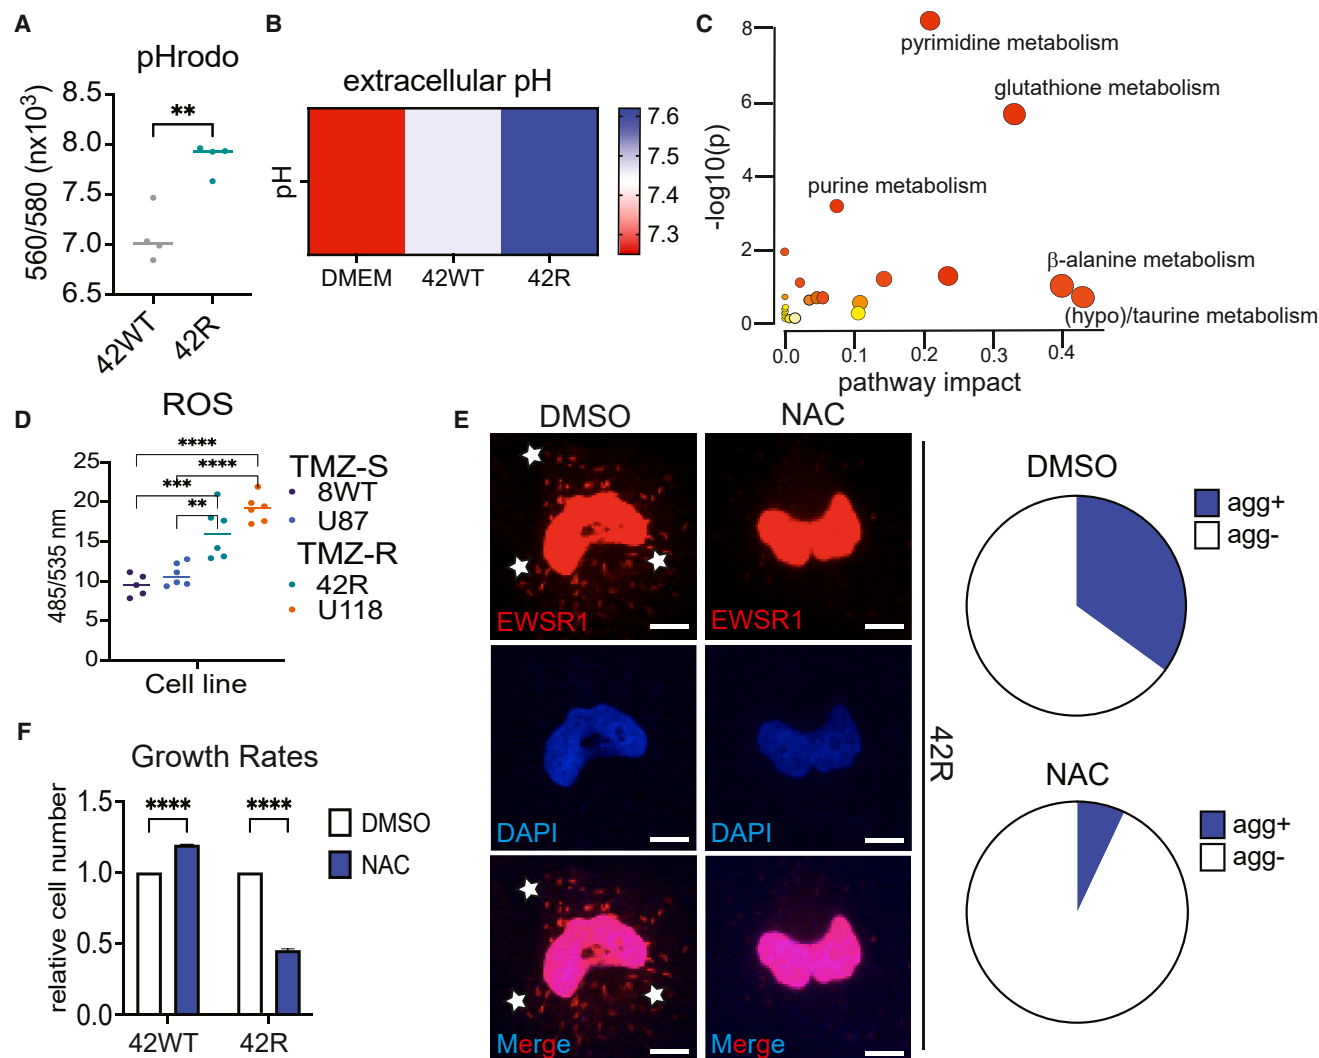 A
pHrodo
560/580 (nx10³)
8.5
8.0
7.5
7.0
6.5
**
42WT
42R
B
extracellular pH
pH
DMEM
42WT
42R
7.6
7.5
7.4
7.3
C
-log10(p)
8
6
4
2
0
pyrimidine metabolism
glutathione metabolism
purine metabolism
β-alanine metabolism
(hypo)/taurine metabolism
0.0
0.1
0.2
0.3
0.4
pathway impact
D
ROS
485/535 nm
25
20
15
10
5
0
****
****
***
**
Cell line
TMZ-S
8WT
U87
TMZ-R
42R
U118
E
DMSO
NAC
EWSR1
EWSR1
DAPI
DAPI
Merge
Merge
42R
DMSO
agg+
agg-
NAC
agg+
agg-
F
Growth Rates
relative cell number
1.5
1.0
0.5
0.0
****
****
42WT
42R
DMSO
NAC